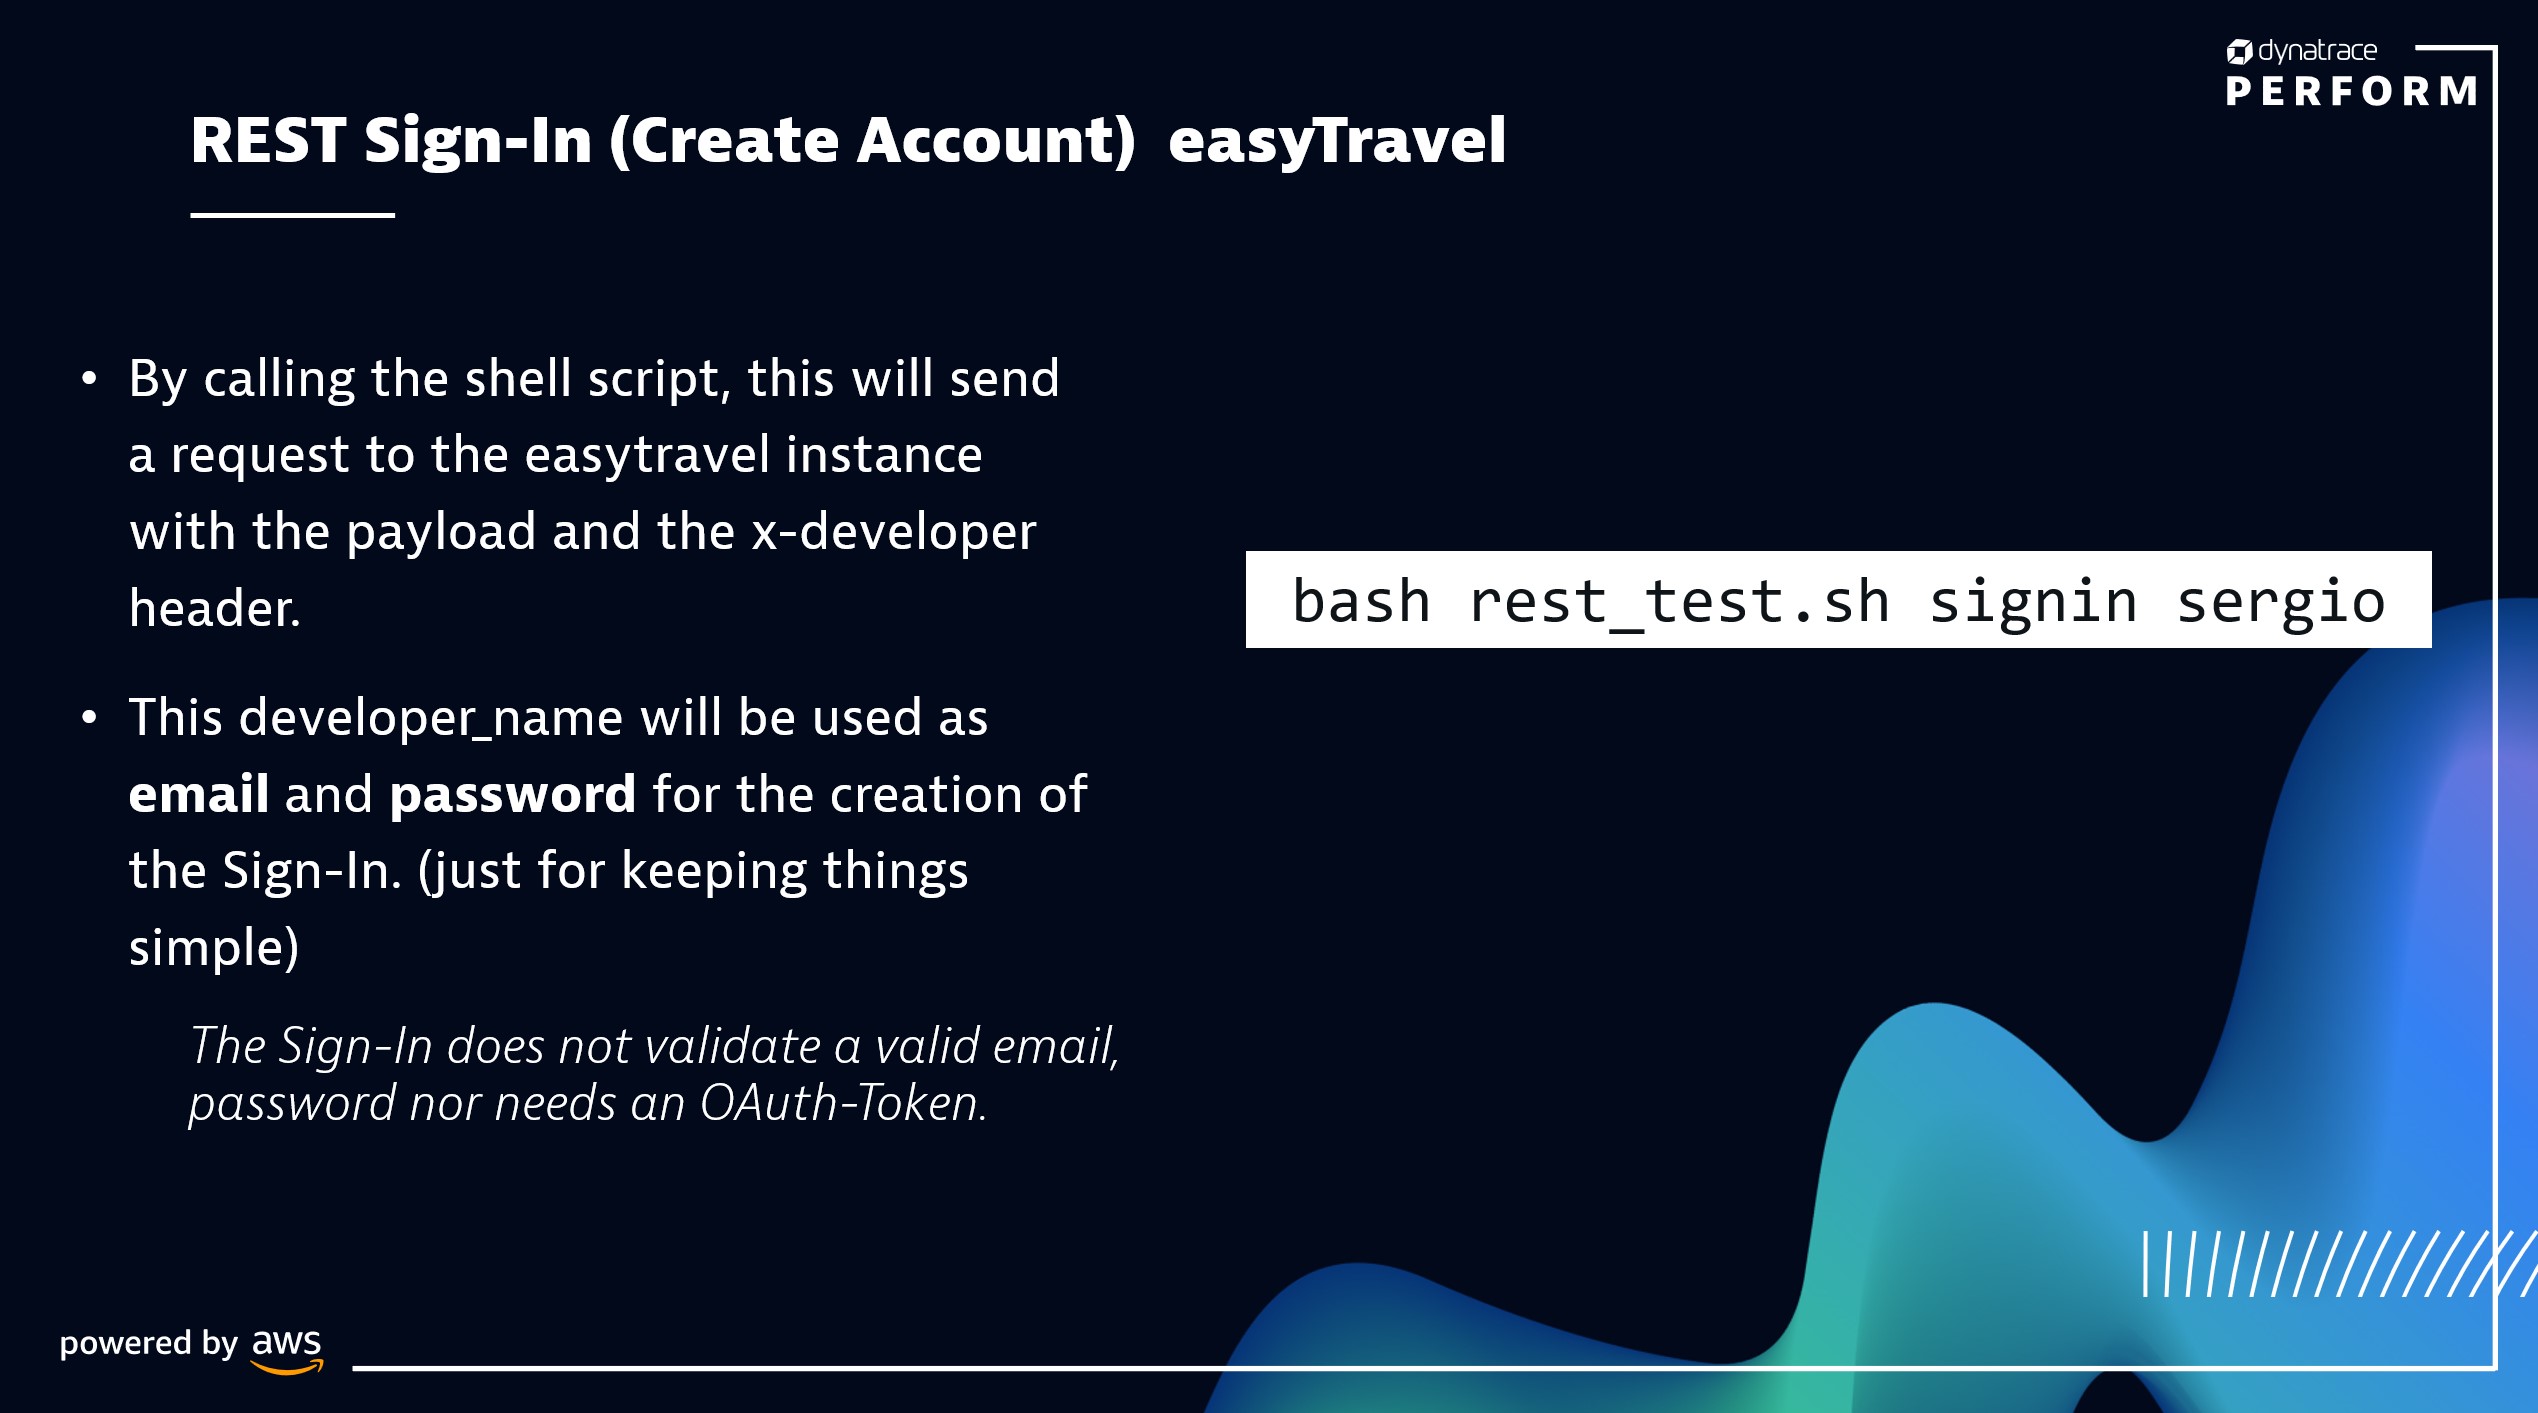 dynatrace
PERFORM
REST Sign-In (Create Account)  easyTravel
• By calling the shell script, this will send
a request to the easytravel instance
with the payload and the x-developer
header.
• This developer_name will be used as
email and password for the creation of
the Sign-In. (just for keeping things
simple)
The Sign-In does not validate a valid email,
password nor needs an OAuth-Token.
bash rest_test.sh signin sergio
powered by aws